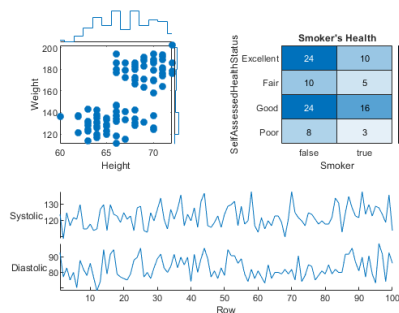 200
180
160
140
120
Weight
60
65
70
Height
Smoker's Health
SelfAssessedHealthStatus
Excellent
24
10
Fair
10
5
Good
24
16
Poor
8
3
false
true
Smoker
Systolic
130
120
Diastolic
90
80
10
20
30
40
50
60
70
80
90
100
Row